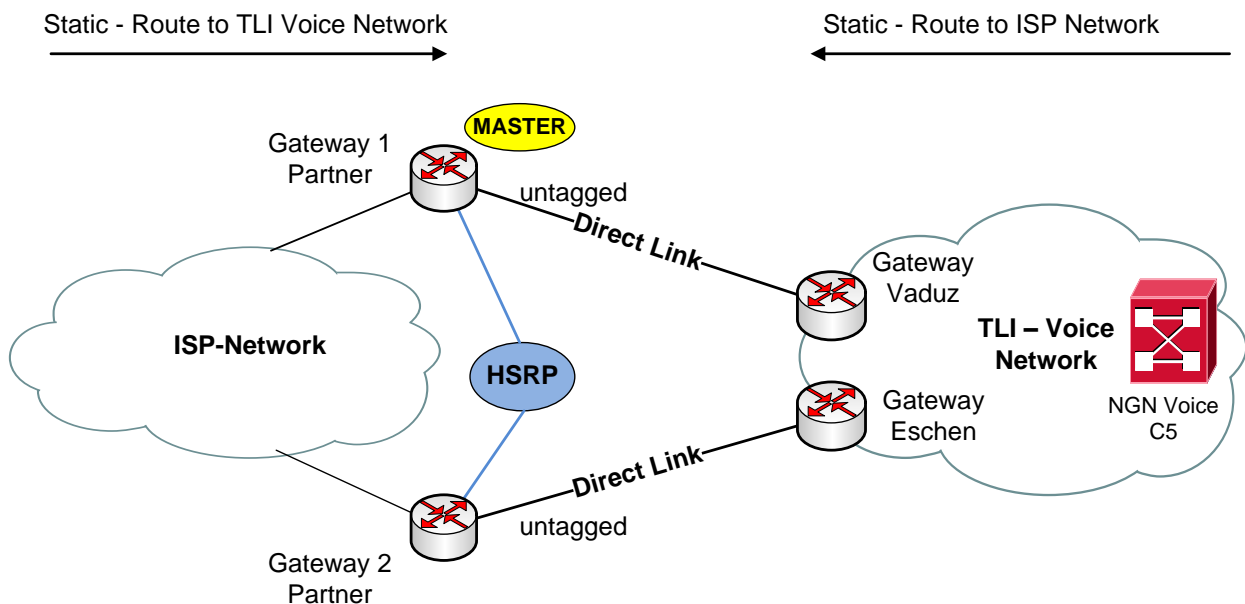 Static - Route to TLI Voice Network
Static - Route to ISP Network
MASTER
Gateway 1
Partner
untagged
Direct Link
Gateway
Vaduz
ISP-Network
HSRP
TLI – Voice
Network
NGN Voice
C5
Gateway
Eschen
Direct Link
untagged
Gateway 2
Partner